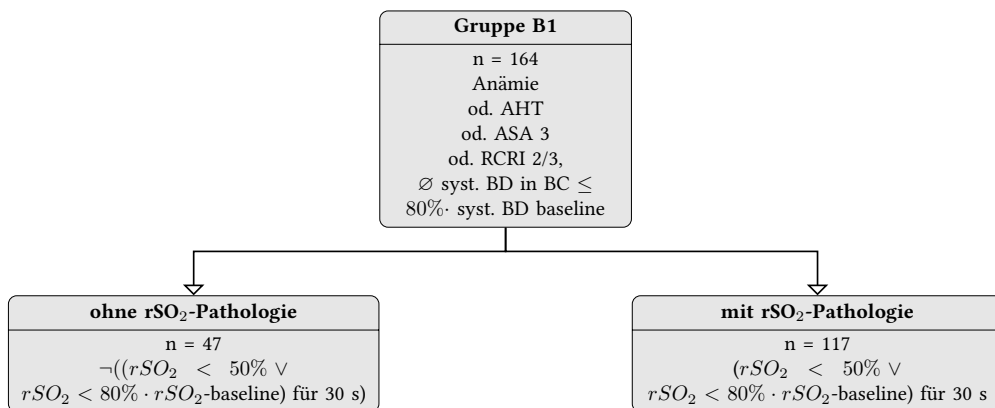 Gruppe B1
n = 164
Anämie
od. AHT
od. ASA 3
od. RCRI 2/3,
∅ syst. BD in BC ≤
80%· syst. BD baseline
ohne rSO₂-Pathologie
n = 47
¬((rSO₂ < 50% ∨
rSO₂ < 80% · rSO₂-baseline) für 30 s)
mit rSO₂-Pathologie
n = 117
(rSO₂ < 50% ∨
rSO₂ < 80% · rSO₂-baseline) für 30 s